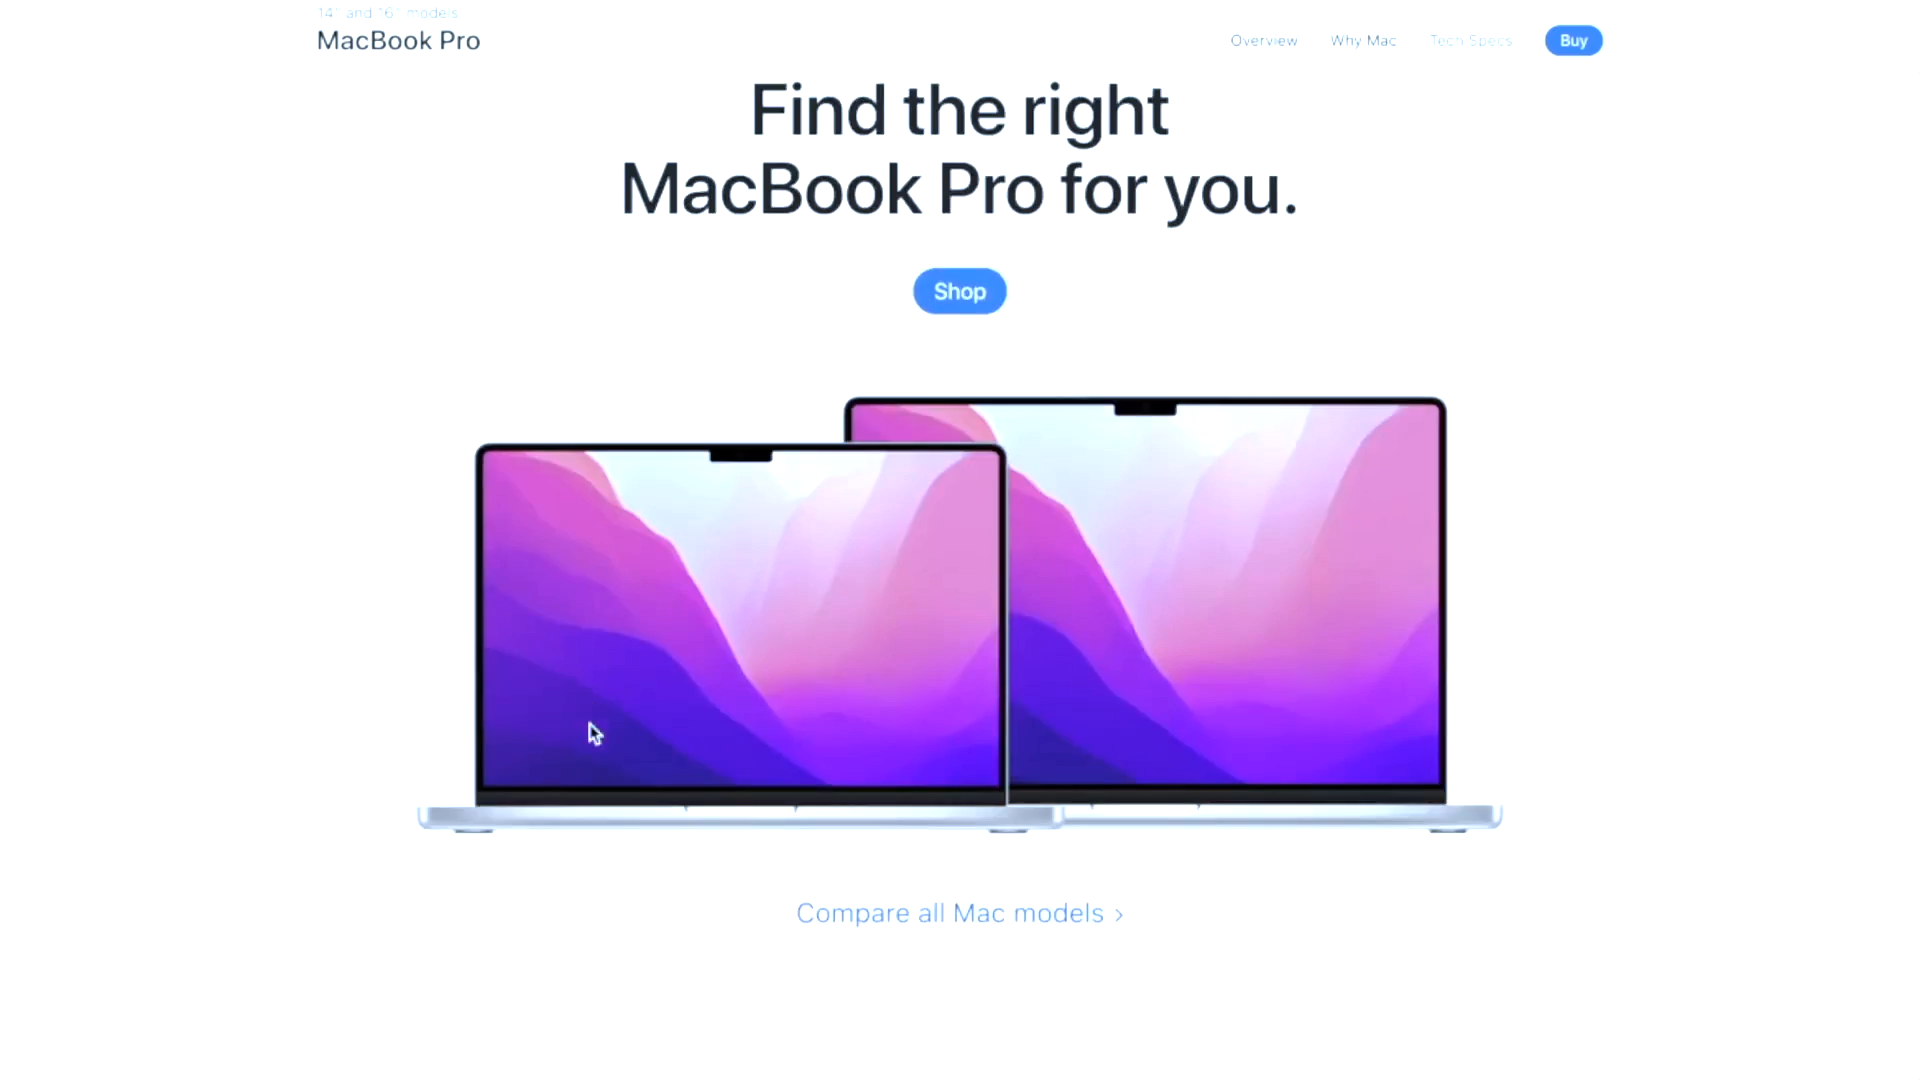 14" and 16" models
MacBook Pro
Overview
Why Mac
Tech Specs
Buy
Find the right
MacBook Pro for you.
Shop
Compare all Mac models ›